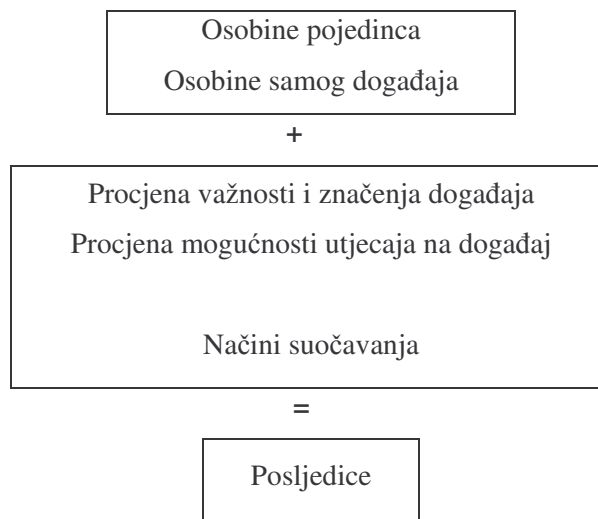 Osobine pojedinca
Osobine samog događaja
+
Procjena važnosti i značenja događaja
Procjena mogućnosti utjecaja na događaj
Načini suočavanja
=
Posljedice